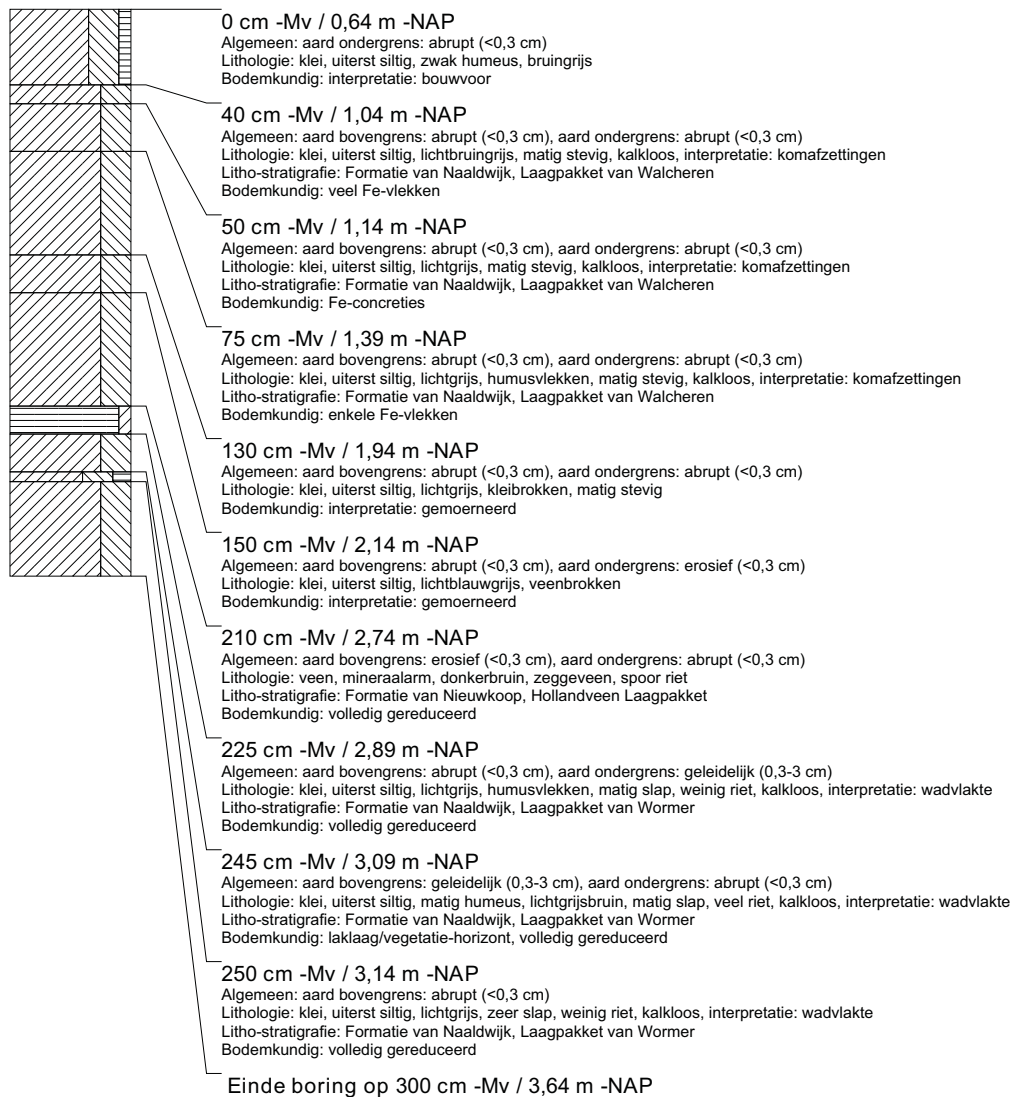 0 cm -Mv / 0,64 m -NAP
Algemeen: aard ondergrens: abrupt (<0,3 cm)
Lithologie: klei, uiterst siltig, zwak humeus, bruingrijs
Bodemkundig: interpretatie: bouwvoor
40 cm -Mv / 1,04 m -NAP
Algemeen: aard bovengrens: abrupt (<0,3 cm), aard ondergrens: abrupt (<0,3 cm)
Lithologie: klei, uiterst siltig, lichtbruingrijs, matig stevig, kalkloos, interpretatie: komafzettingen
Litho-stratigrafie: Formatie van Naaldwijk, Laagpakket van Walcheren
Bodemkundig: veel Fe-vlekken
50 cm -Mv / 1,14 m -NAP
Algemeen: aard bovengrens: abrupt (<0,3 cm), aard ondergrens: abrupt (<0,3 cm)
Lithologie: klei, uiterst siltig, lichtgrijs, matig stevig, kalkloos, interpretatie: komafzettingen
Litho-stratigrafie: Formatie van Naaldwijk, Laagpakket van Walcheren
Bodemkundig: Fe-concreties
75 cm -Mv / 1,39 m -NAP
Algemeen: aard bovengrens: abrupt (<0,3 cm), aard ondergrens: abrupt (<0,3 cm)
Lithologie: klei, uiterst siltig, lichtgrijs, humusvlekken, matig stevig, kalkloos, interpretatie: komafzettingen
Litho-stratigrafie: Formatie van Naaldwijk, Laagpakket van Walcheren
Bodemkundig: enkele Fe-vlekken
130 cm -Mv / 1,94 m -NAP
Algemeen: aard bovengrens: abrupt (<0,3 cm), aard ondergrens: abrupt (<0,3 cm)
Lithologie: klei, uiterst siltig, lichtgrijs, kleibrokken, matig stevig
Bodemkundig: interpretatie: gemoerneerd
150 cm -Mv / 2,14 m -NAP
Algemeen: aard bovengrens: abrupt (<0,3 cm), aard ondergrens: erosief (<0,3 cm)
Lithologie: klei, uiterst siltig, lichtblauwgrijs, veenbrokken
Bodemkundig: interpretatie: gemoerneerd
210 cm -Mv / 2,74 m -NAP
Algemeen: aard bovengrens: erosief (<0,3 cm), aard ondergrens: abrupt (<0,3 cm)
Lithologie: veen, mineraalarm, donkerbruin, zeggeveen, spoor riet
Litho-stratigrafie: Formatie van Nieuwkoop, Hollandveen Laagpakket
Bodemkundig: volledig gereduceerd
225 cm -Mv / 2,89 m -NAP
Algemeen: aard bovengrens: abrupt (<0,3 cm), aard ondergrens: geleidelijk (0,3-3 cm)
Lithologie: klei, uiterst siltig, lichtgrijs, humusvlekken, matig slap, weinig riet, kalkloos, interpretatie: wadvlakte
Litho-stratigrafie: Formatie van Naaldwijk, Laagpakket van Wormer
Bodemkundig: volledig gereduceerd
245 cm -Mv / 3,09 m -NAP
Algemeen: aard bovengrens: geleidelijk (0,3-3 cm), aard ondergrens: abrupt (<0,3 cm)
Lithologie: klei, uiterst siltig, matig humeus, lichtgrijsbruin, matig slap, veel riet, kalkloos, interpretatie: wadvlakte
Litho-stratigrafie: Formatie van Naaldwijk, Laagpakket van Wormer
Bodemkundig: laklaag/vegetatie-horizont, volledig gereduceerd
250 cm -Mv / 3,14 m -NAP
Algemeen: aard bovengrens: abrupt (<0,3 cm)
Lithologie: klei, uiterst siltig, lichtgrijs, zeer slap, weinig riet, kalkloos, interpretatie: wadvlakte
Litho-stratigrafie: Formatie van Naaldwijk, Laagpakket van Wormer
Bodemkundig: volledig gereduceerd
Einde boring op 300 cm -Mv / 3,64 m -NAP